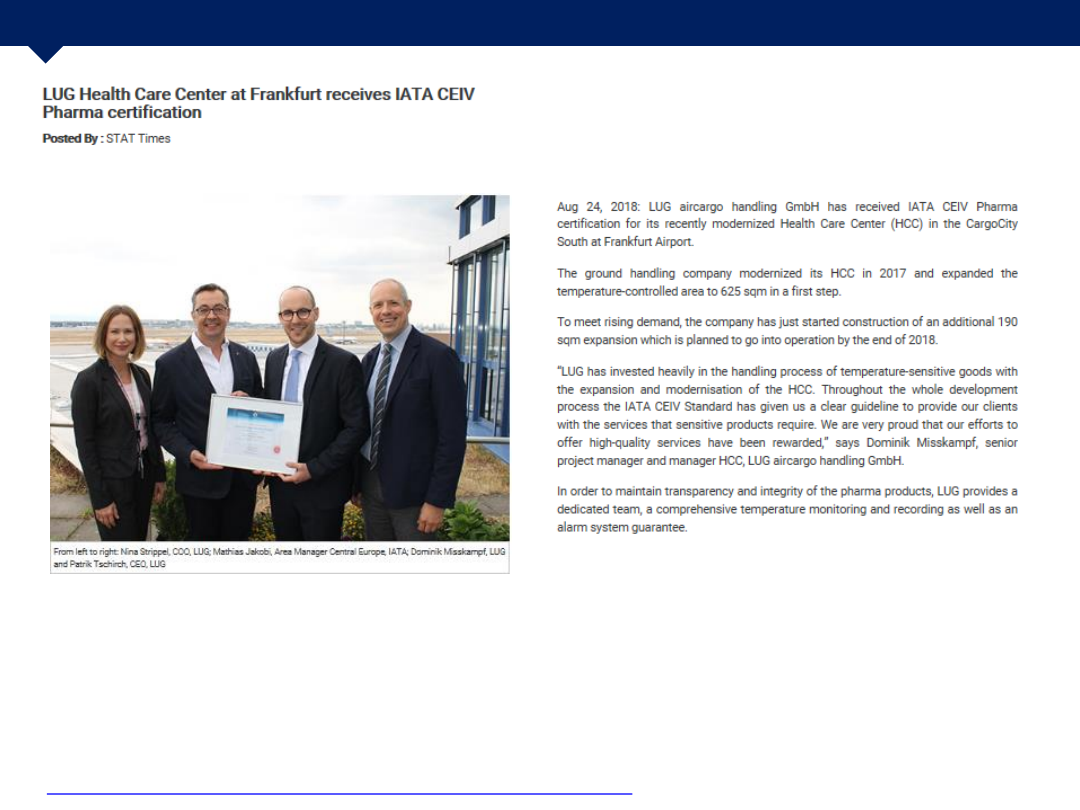 LUG Health Care Center at Frankfurt receives IATA CEIV
Pharma certification
Posted By : STAT Times
From left to right: Nina Strippel, COO, LUG; Mathias Jakobi, Area Manager Central Europe, IATA; Dominik Misskampf, LUG
and Patrik Tschirch, CEO, LUG
Aug 24, 2018: LUG aircargo handling GmbH has received IATA CEIV Pharma
certification for its recently modernized Health Care Center (HCC) in the CargoCity
South at Frankfurt Airport.
The ground handling company modernized its HCC in 2017 and expanded the
temperature-controlled area to 625 sqm in a first step.
To meet rising demand, the company has just started construction of an additional 190
sqm expansion which is planned to go into operation by the end of 2018.
“LUG has invested heavily in the handling process of temperature-sensitive goods with
the expansion and modernisation of the HCC. Throughout the whole development
process the IATA CEIV Standard has given us a clear guideline to provide our clients
with the services that sensitive products require. We are very proud that our efforts to
offer high-quality services have been rewarded,” says Dominik Misskampf, senior
project manager and manager HCC, LUG aircargo handling GmbH.
In order to maintain transparency and integrity of the pharma products, LUG provides a
dedicated team, a comprehensive temperature monitoring and recording as well as an
alarm system guarantee.